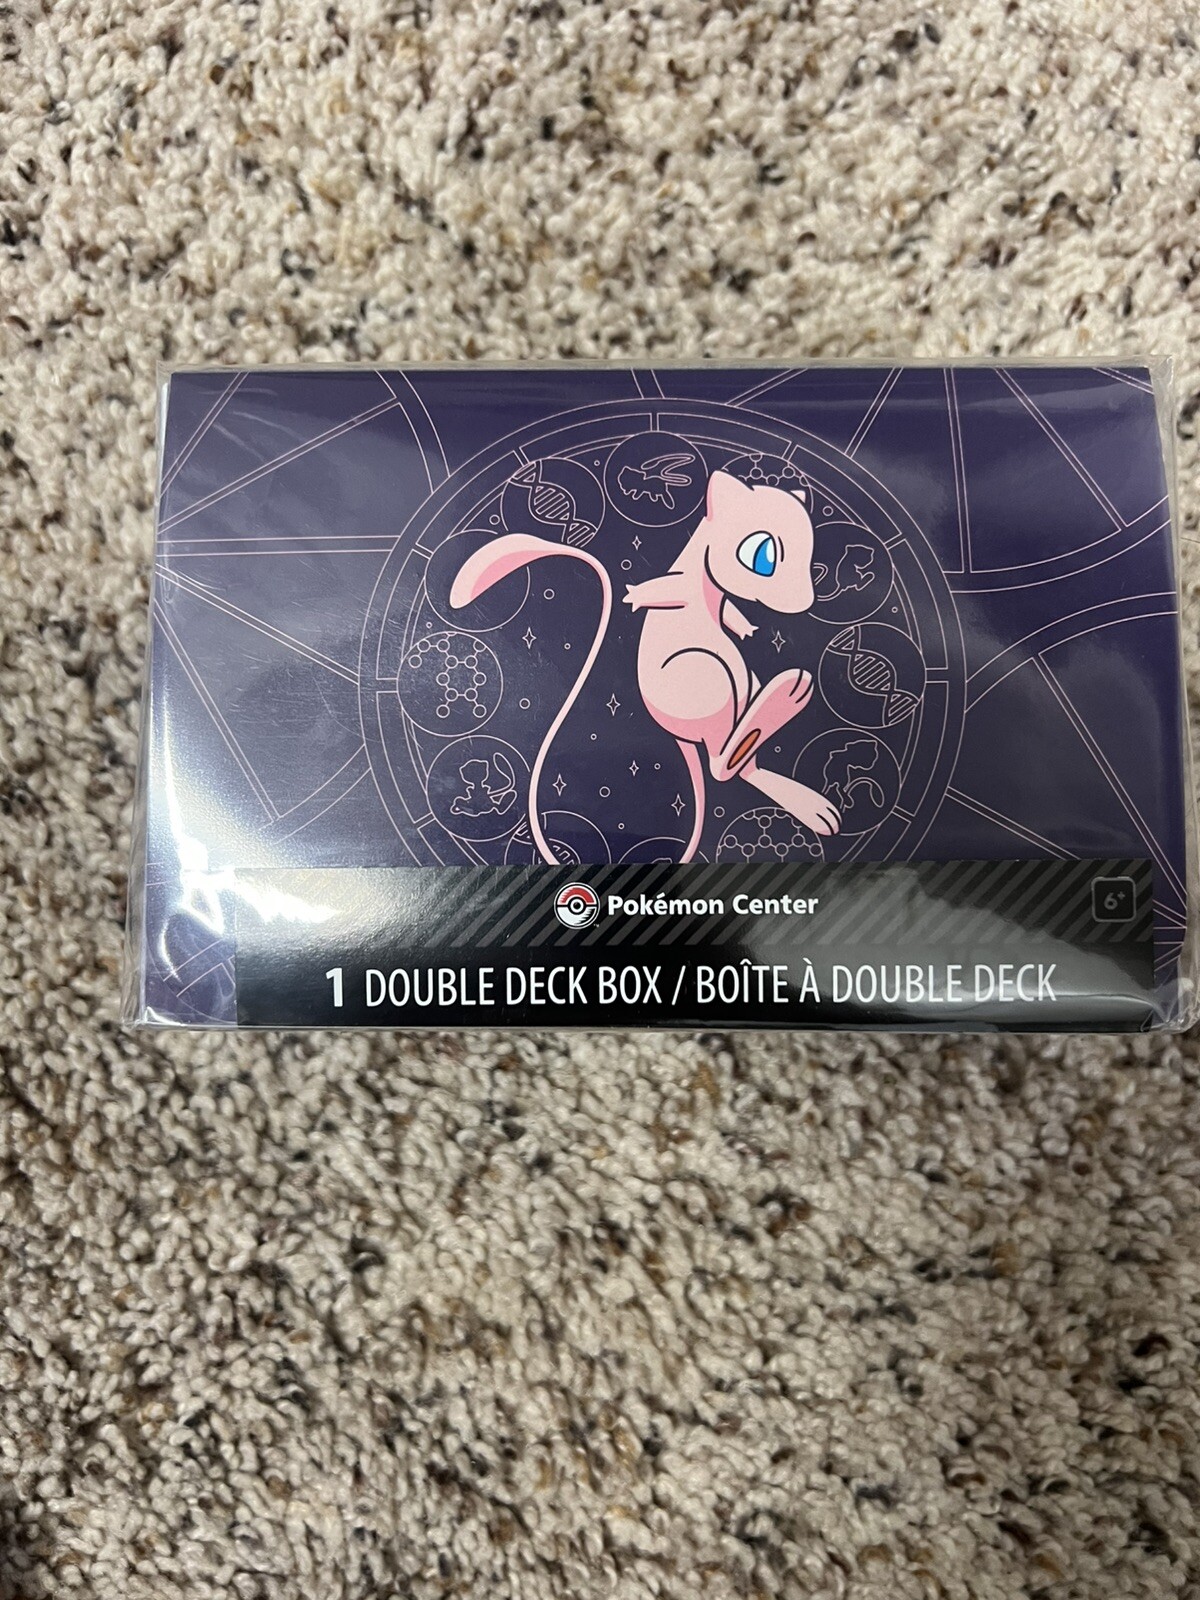 Pokémon Center
6+
1 DOUBLE DECK BOX / BOÎTE À DOUBLE DECK